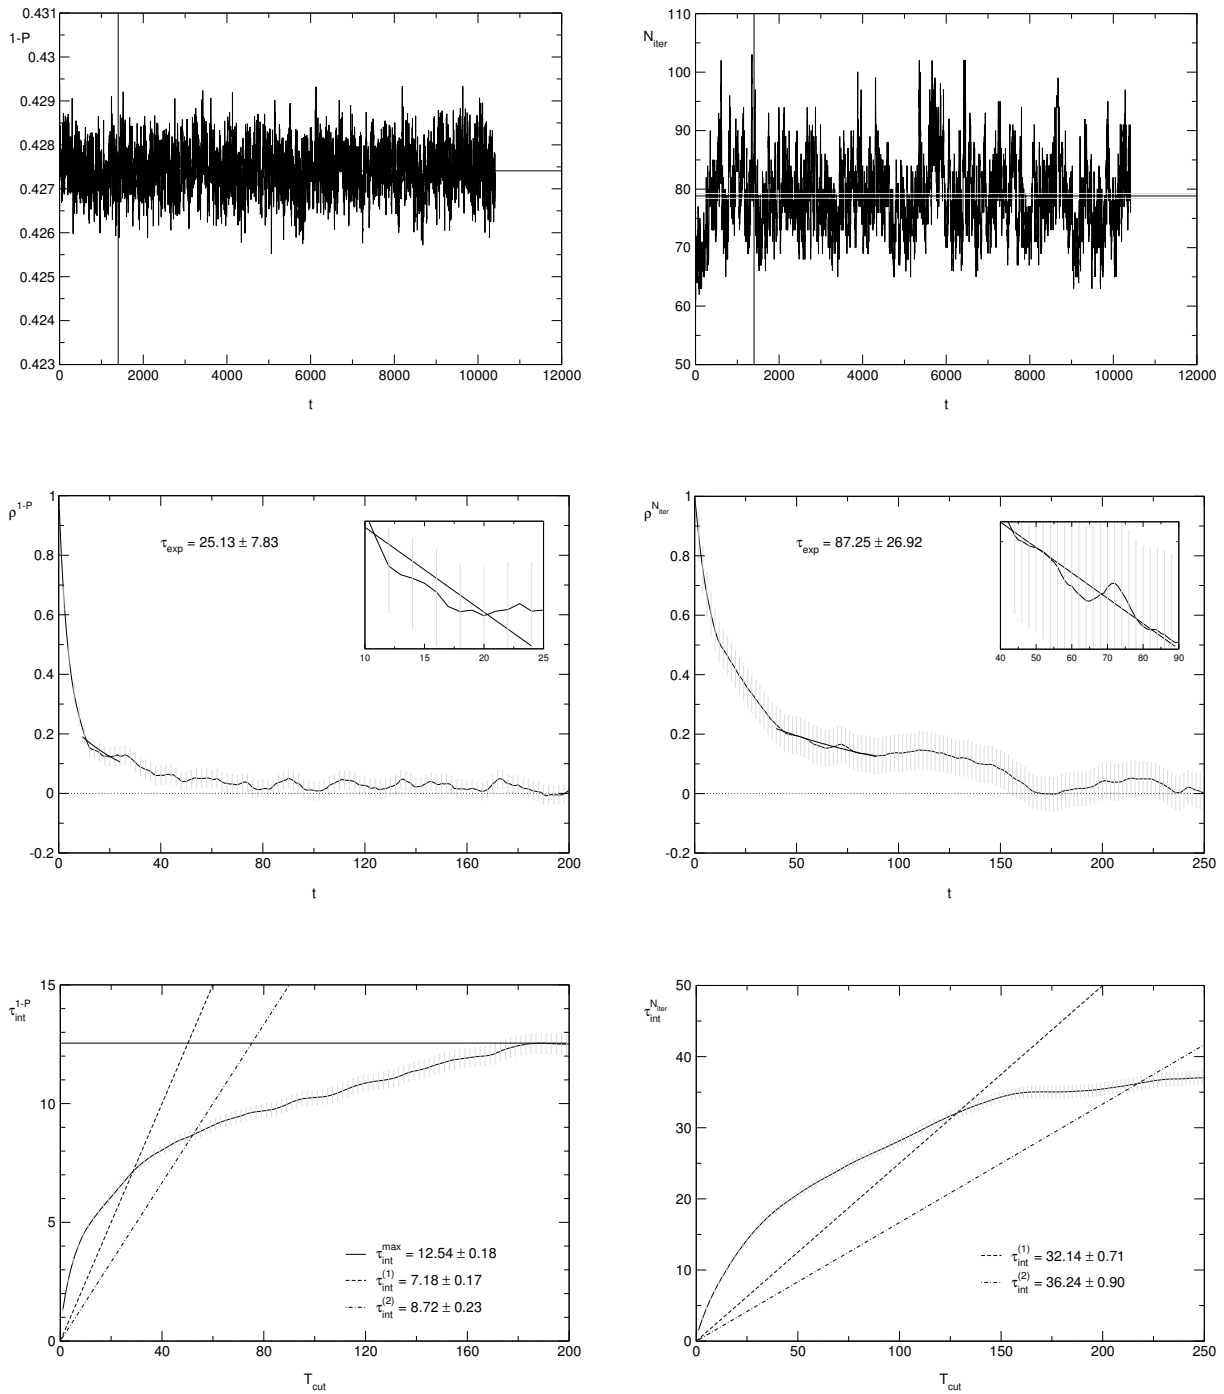 1-P
0.431
0.43
0.429
0.428
0.427
0.426
0.425
0.424
0.423
0 2000 4000 6000 8000 10000 12000
t
N_iter
110
100
90
80
70
60
50
0 2000 4000 6000 8000 10000 12000
t
ρ^1-P
1
0.8
0.6
0.4
0.2
0
-0.2
0 40 80 120 160 200
t
τ_exp = 25.13 ± 7.83
10 15 20 25
ρ^N_iter
1
0.8
0.6
0.4
0.2
0
-0.2
0 50 100 150 200 250
t
τ_exp = 87.25 ± 26.92
40 50 60 70 80 90
τ_int^1-P
15
10
5
0
0 40 80 120 160 200
T_cut
τ_int^max = 12.54 ± 0.18
τ_int^(1) = 7.18 ± 0.17
τ_int^(2) = 8.72 ± 0.23
τ_int^N_iter
50
40
30
20
10
0
0 50 100 150 200 250
T_cut
τ_int^(1) = 32.14 ± 0.71
τ_int^(2) = 36.24 ± 0.90